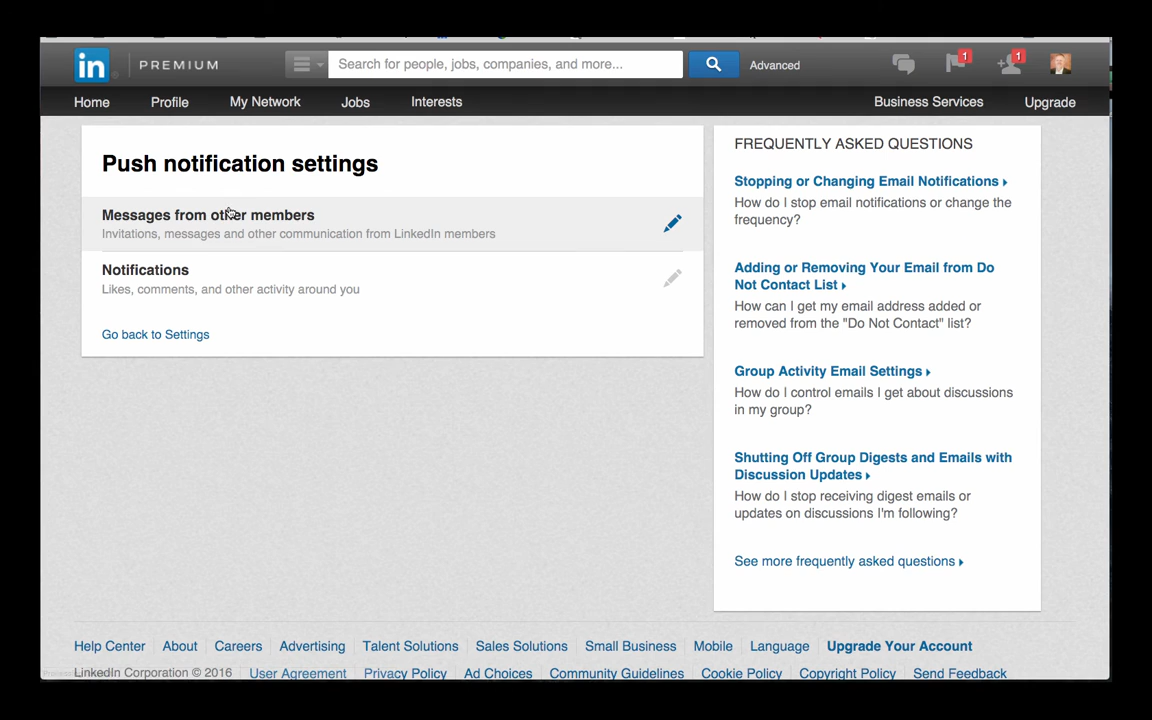 in PREMIUM Search for people, jobs, companies, and more... Advanced 1 1
Home Profile My Network Jobs Interests Business Services Upgrade
Push notification settings
Messages from other members
Invitations, messages and other communication from LinkedIn members
Notifications
Likes, comments, and other activity around you
Go back to Settings
FREQUENTLY ASKED QUESTIONS
Stopping or Changing Email Notifications
How do I stop email notifications or change the
frequency?
Adding or Removing Your Email from Do
Not Contact List
How can I get my email address added or
removed from the "Do Not Contact" list?
Group Activity Email Settings
How do I control emails I get about discussions
in my group?
Shutting Off Group Digests and Emails with
Discussion Updates
How do I stop receiving digest emails or
updates on discussions I'm following?
See more frequently asked questions
Help Center About Careers Advertising Talent Solutions Sales Solutions Small Business Mobile Language Upgrade Your Account
LinkedIn Corporation © 2016 User Agreement Privacy Policy Ad Choices Community Guidelines Cookie Policy Copyright Policy Send Feedback